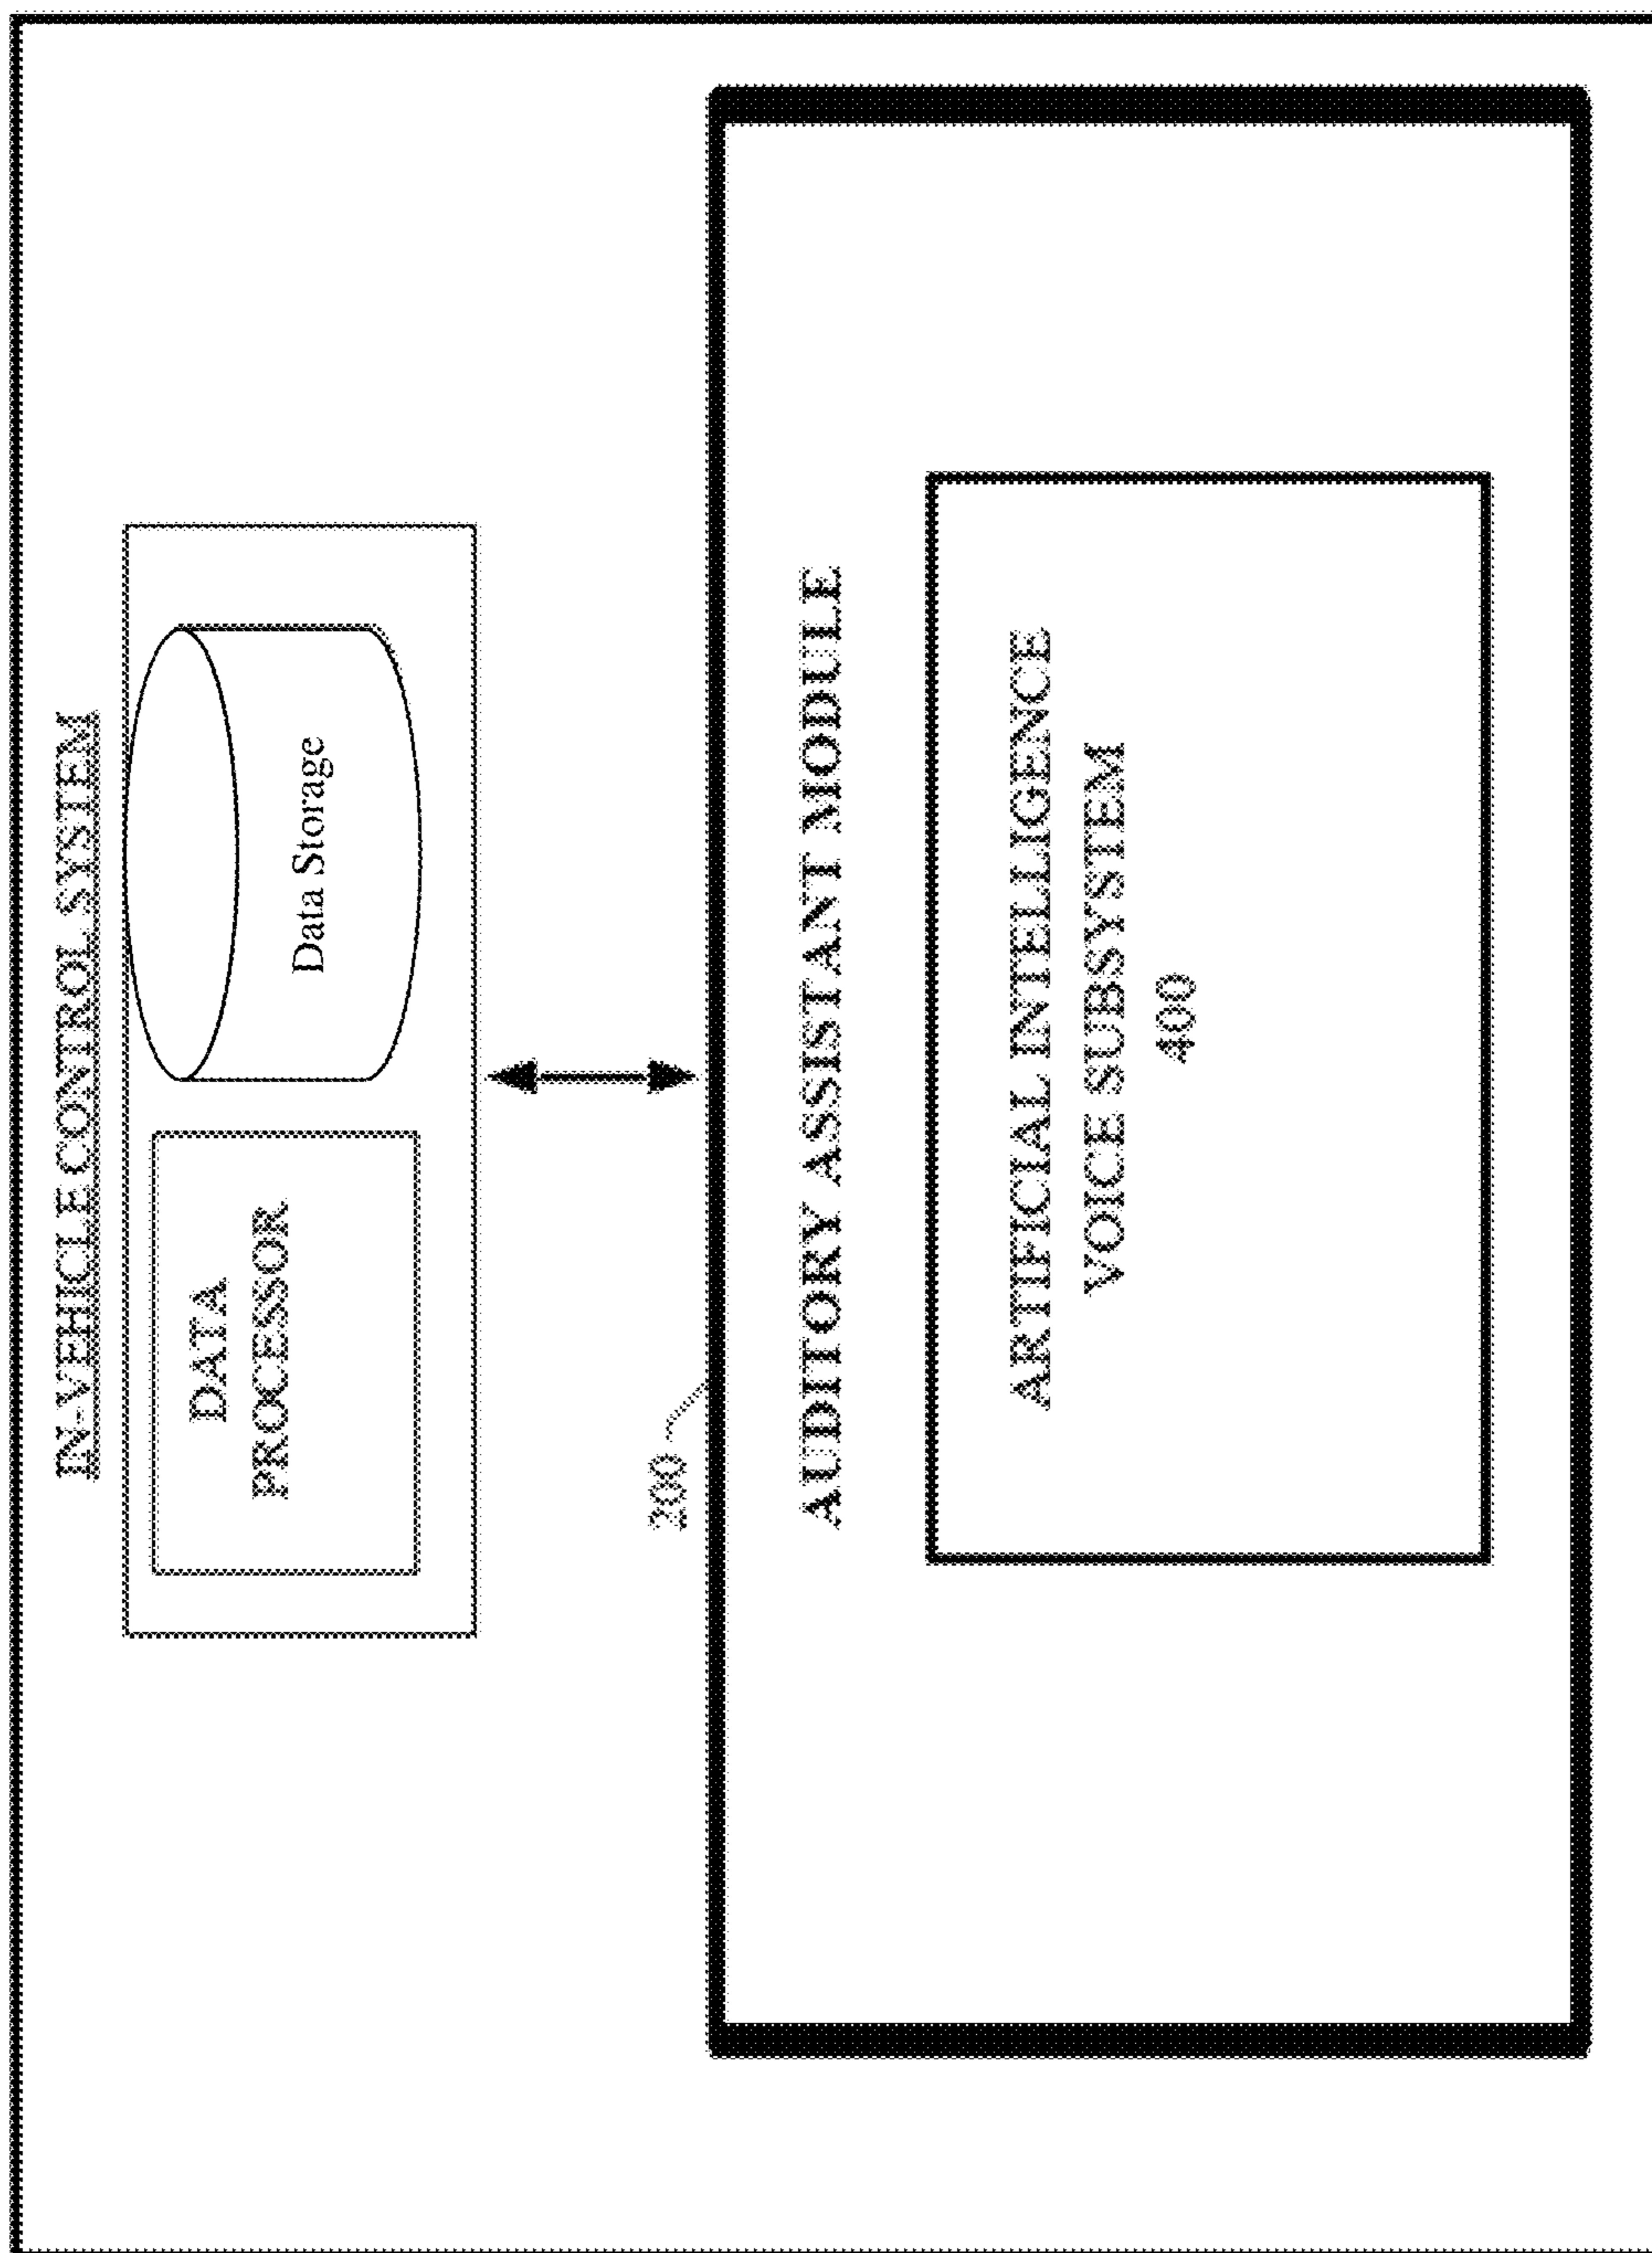 IN-VEHICLE CONTROL SYSTEM
DATA
PROCESSOR
Data Storage
200
AUDITORY ASSISTANT MODULE
ARTIFICIAL INTELLIGENCE
VOICE SUBSYSTEM
400